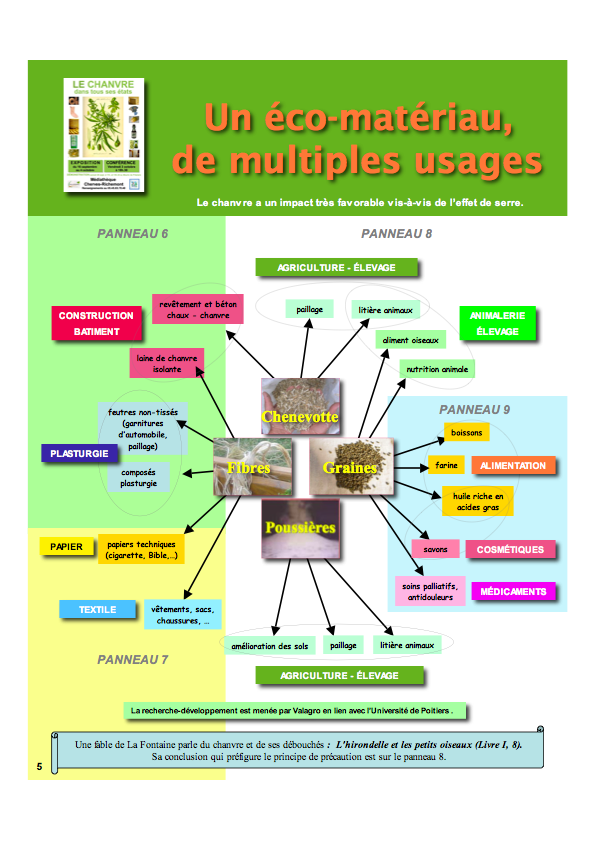 LE CHANVRE
dans tous ses états
EXPOSITION
CONFÉRENCE
Médiathèque
Cherves-Richemont
Un éco-matériau,
de multiples usages
Le chanvre a un impact très favorable vis-à-vis de l'effet de serre.
PANNEAU 6
PANNEAU 8
AGRICULTURE - ÉLEVAGE
revêtement et béton
chaux - chanvre
paillage
litière animaux
CONSTRUCTION
BATIMENT
ANIMALERIE
ÉLEVAGE
aliment oiseaux
laine de chanvre
isolante
nutrition animale
Chenevotte
PANNEAU 9
feutres non-tissés
(garnitures
d'automobile,
paillage)
boissons
PLASTURGIE
Fibres
Graines
farine
ALIMENTATION
composés
plasturgie
huile riche en
acides gras
Poussières
PAPIER
papiers techniques
(cigarette, Bible,...)
savons
COSMÉTIQUES
soins palliatifs,
antidouleurs
MÉDICAMENTS
TEXTILE
vêtements, sacs,
chaussures, ...
amélioration des sols
paillage
litière animaux
PANNEAU 7
AGRICULTURE - ÉLEVAGE
La recherche-développement est menée par Valagro en lien avec l'Université de Poitiers .
Une fable de La Fontaine parle du chanvre et de ses débouchés : L'hirondelle et les petits oiseaux (Livre I, 8).
Sa conclusion qui préfigure le principe de précaution est sur le panneau 8.
5